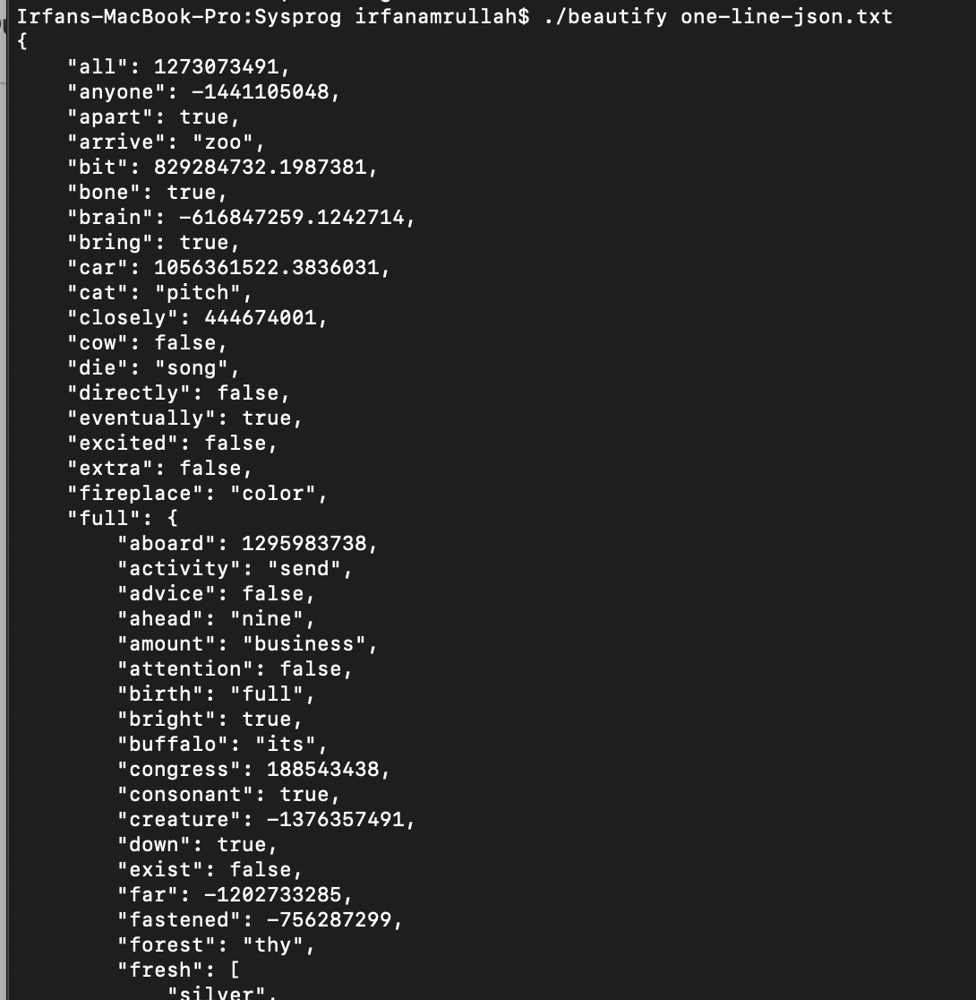 Irfans-MacBook-Pro:Sysprog irfanamrullah$ ./beautify one-line-json.txt
{
    "all": 1273073491,
    "anyone": -1441105048,
    "apart": true,
    "arrive": "zoo",
    "bit": 829284732.1987381,
    "bone": true,
    "brain": -616847259.1242714,
    "bring": true,
    "car": 1056361522.3836031,
    "cat": "pitch",
    "closely": 444674001,
    "cow": false,
    "die": "song",
    "directly": false,
    "eventually": true,
    "excited": false,
    "extra": false,
    "fireplace": "color",
    "full": {
        "aboard": 1295983738,
        "activity": "send",
        "advice": false,
        "ahead": "nine",
        "amount": "business",
        "attention": false,
        "birth": "full",
        "bright": true,
        "buffalo": "its",
        "congress": 188543438,
        "consonant": true,
        "creature": -1376357491,
        "down": true,
        "exist": false,
        "far": -1202733285,
        "fastened": -756287299,
        "forest": "thy",
        "fresh": [
            "silver",